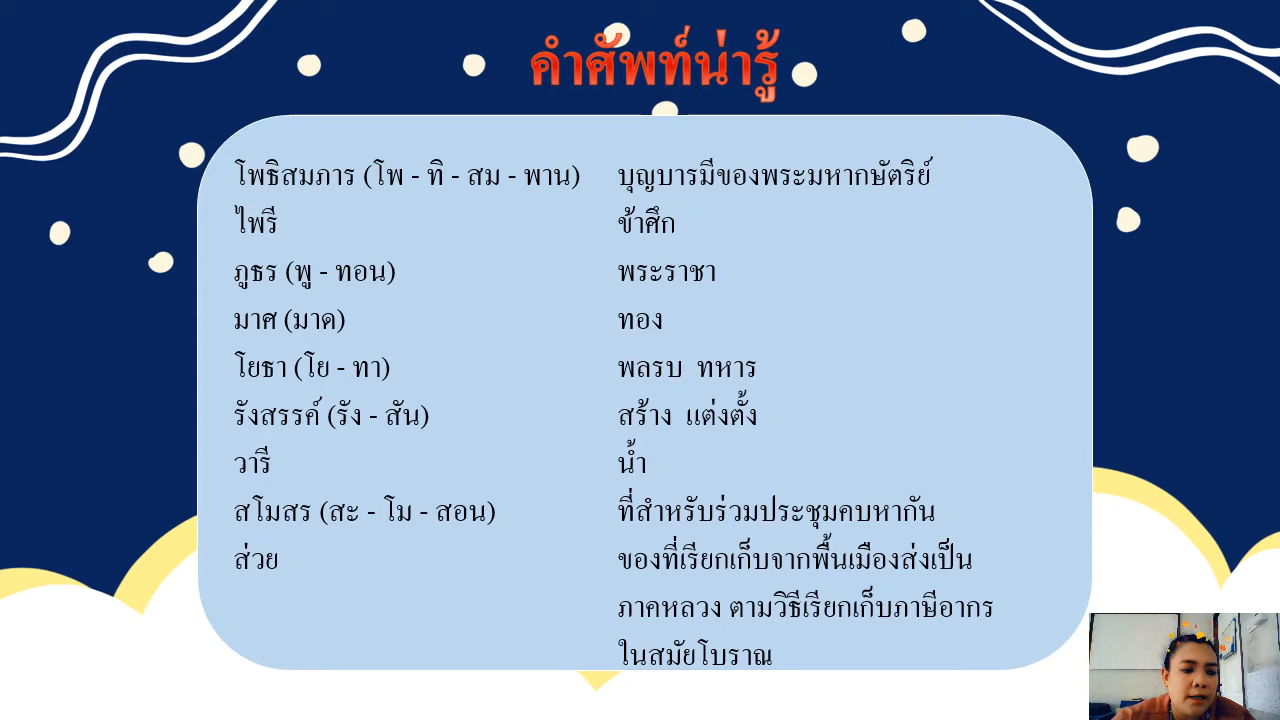 คำศัพท์น่ารู้
โพธิสมภาร (โพ - ทิ - สม - พาน) บุญบารมีของพระมหากษัตริย์
ไพรี ข้าศึก
ภูธร (พู - ทอน) พระราชา
มาศ (มาด) ทอง
โยธา (โย - ทา) พลรบ ทหาร
รังสรรค์ (รัง - สัน) สร้าง แต่งตั้ง
วารี น้ำ
สโมสร (สะ - โม - สอน) ที่สำหรับร่วมประชุมคบหากัน
ส่วย ของที่เรียกเก็บจากพื้นเมืองส่งเป็น
ภาคหลวง ตามวิธีเรียกเก็บภาษีอากร
ในสมัยโบราณ